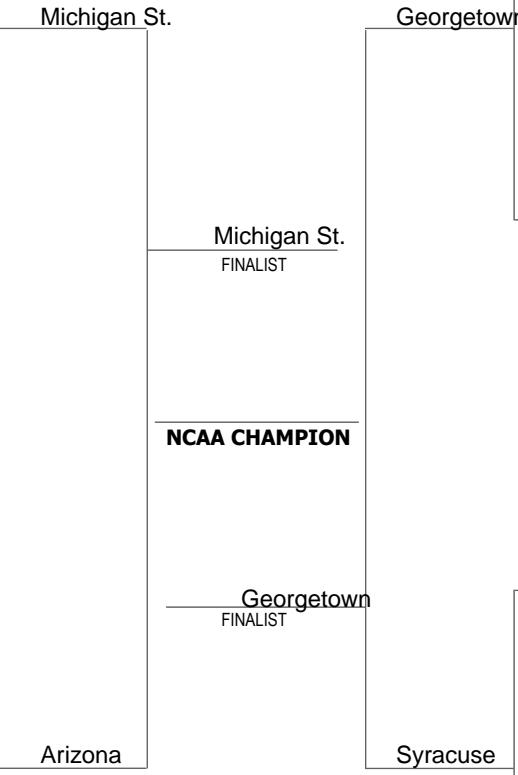 Michigan St.
Georgetown
Michigan St.
FINALIST
NCAA CHAMPION
Georgetown
FINALIST
Arizona
Syracuse